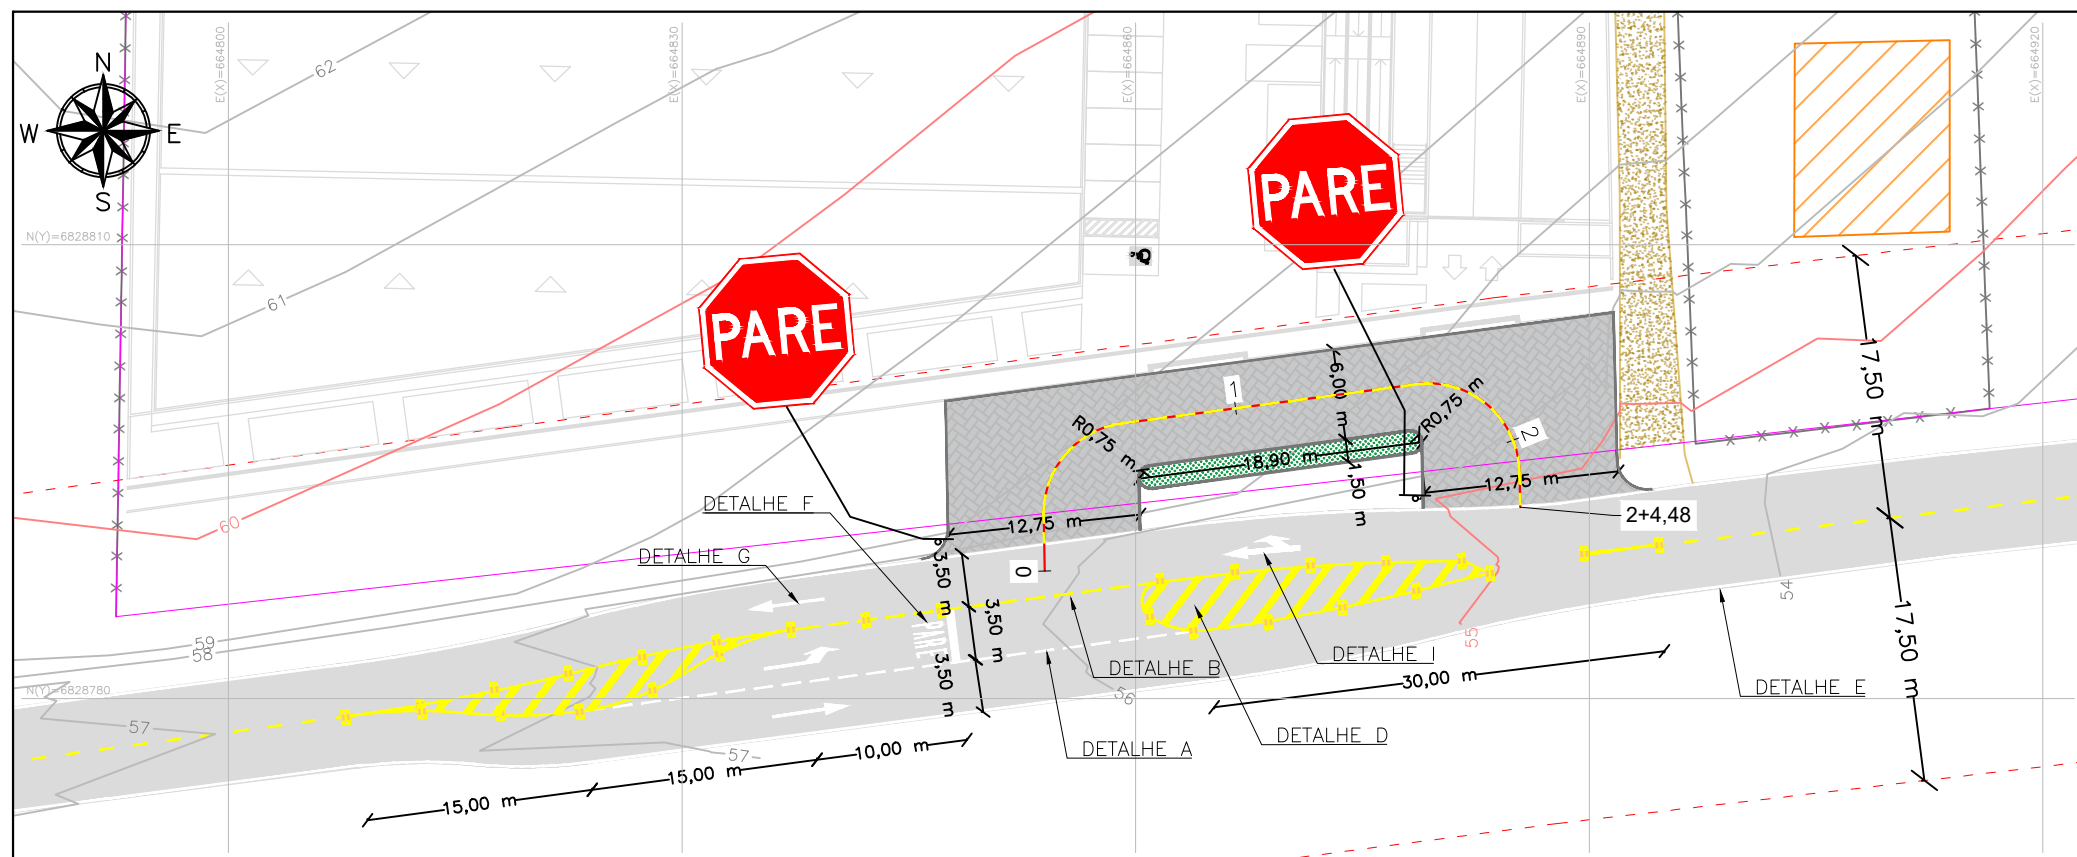 E(X)=664800
E(X)=664830
E(X)=664860
E(X)=664890
E(X)=664920
N
W
E
S
62
61
60
N(Y)=6828810
PARE
PARE
17,50 m
6,00 m
1
2
R0,75 m
R0,75 m
18,90 m
1,50 m
12,75 m
12,75 m
2+4,48
0
DETALHE F
DETALHE G
3,50 m
3,50 m
3,50 m
PARE
59
58
N(Y)=6828780
57
57
56
55
54
DETALHE B
DETALHE I
DETALHE E
DETALHE A
DETALHE D
30,00 m
17,50 m
10,00 m
15,00 m
15,00 m